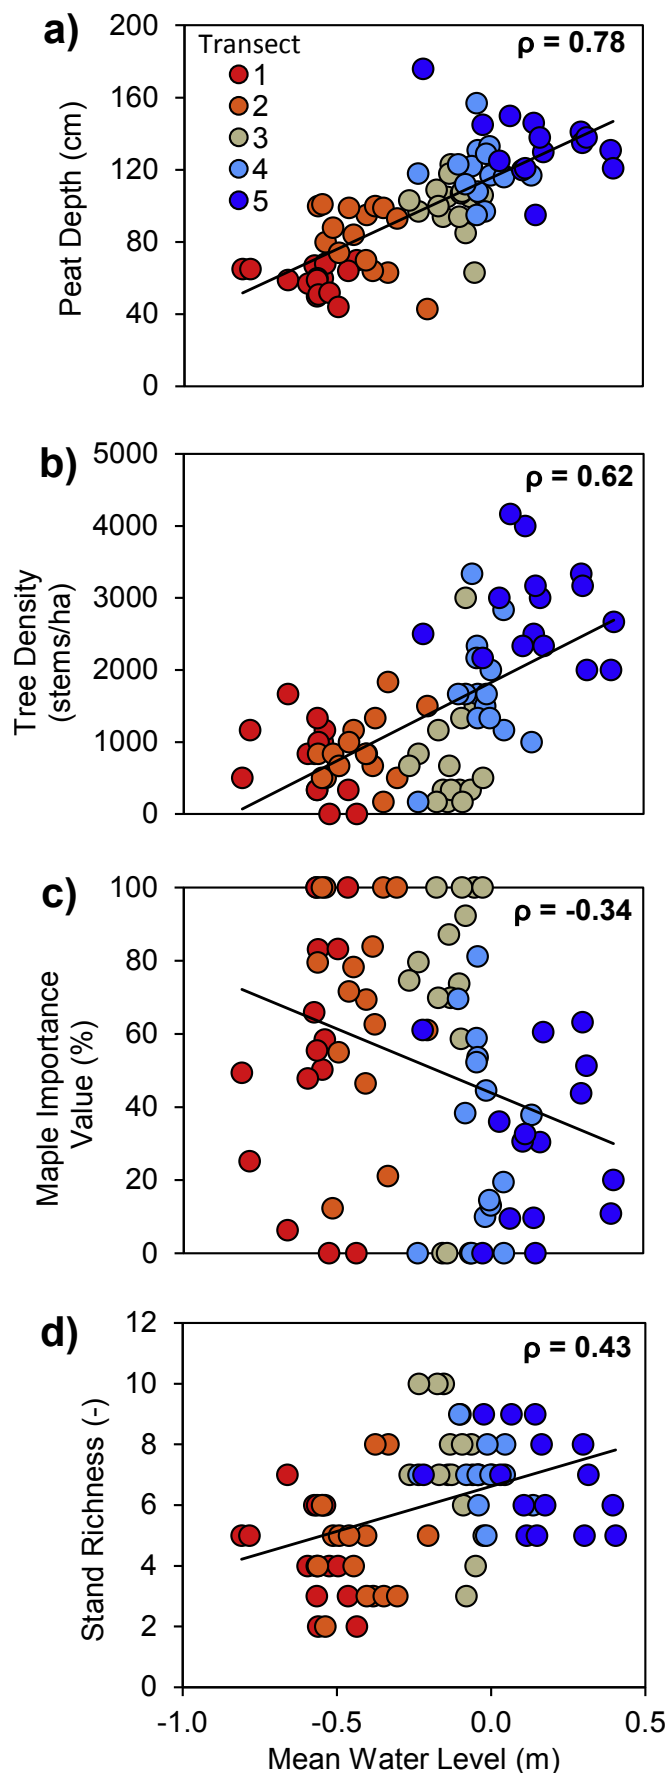 a)
Transect
1
2
3
4
5
ρ = 0.78
200
160
120
80
40
0
Peat Depth (cm)
b)
ρ = 0.62
5000
4000
3000
2000
1000
0
Tree Density
(stems/ha)
c)
ρ = -0.34
100
80
60
40
20
0
Maple Importance
Value (%)
d)
ρ = 0.43
12
10
8
6
4
2
0
Stand Richness (-)
-1.0
-0.5
0.0
0.5
Mean Water Level (m)